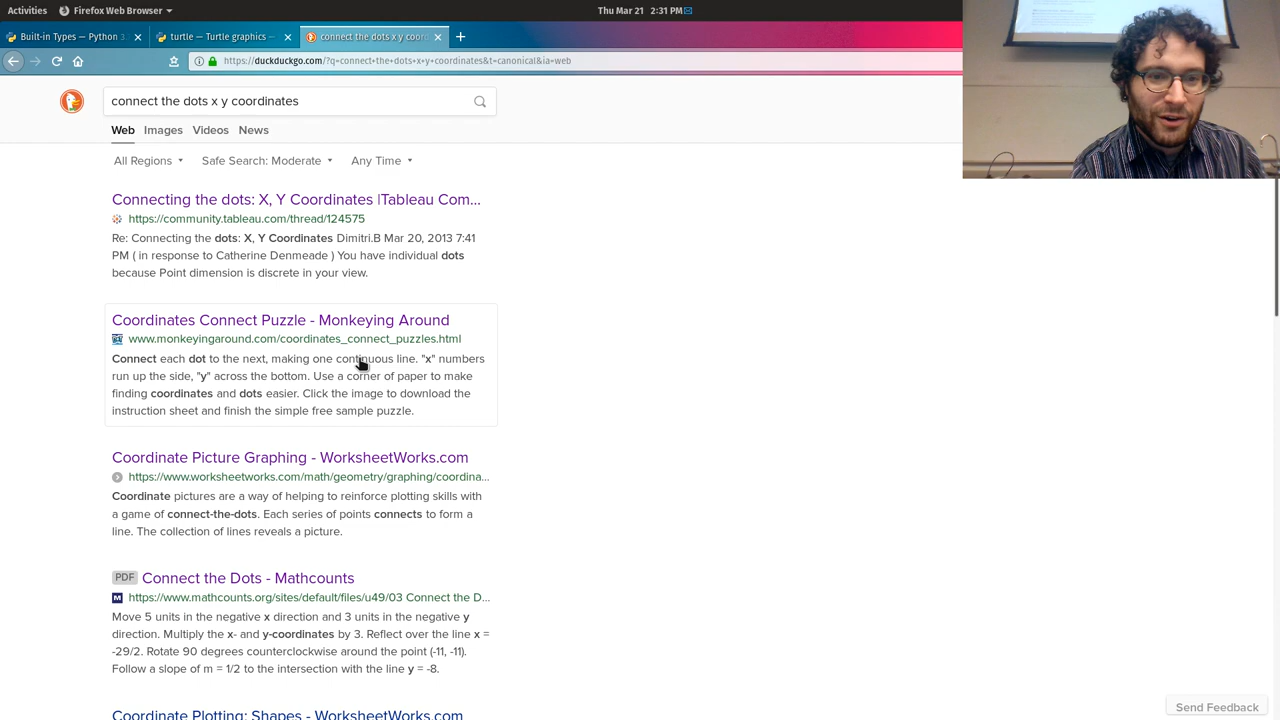 Activities
Firefox Web Browser
Thu Mar 21 2:31 PM
Built-in Types — Python 3
turtle — Turtle graphics —
connect the dots x y coord
https://duckduckgo.com/?q=connect+the+dots+x+y+coordinates&t=canonical&ia=web
connect the dots x y coordinates
Web Images Videos News
All Regions Safe Search: Moderate Any Time
Connecting the dots: X, Y Coordinates |Tableau Com...
https://community.tableau.com/thread/124575
Re: Connecting the dots: X, Y Coordinates Dimitri.B Mar 20, 2013 7:41
PM ( in response to Catherine Denmeade ) You have individual dots
because Point dimension is discrete in your view.
Coordinates Connect Puzzle - Monkeying Around
www.monkeyingaround.com/coordinates_connect_puzzles.html
Connect each dot to the next, making one continuous line. "x" numbers
run up the side, "y" across the bottom. Use a corner of paper to make
finding coordinates and dots easier. Click the image to download the
instruction sheet and finish the simple free sample puzzle.
Coordinate Picture Graphing - WorksheetWorks.com
https://www.worksheetworks.com/math/geometry/graphing/coordina...
Coordinate pictures are a way of helping to reinforce plotting skills with
a game of connect-the-dots. Each series of points connects to form a
line. The collection of lines reveals a picture.
PDF Connect the Dots - Mathcounts
https://www.mathcounts.org/sites/default/files/u49/03 Connect the D...
Move 5 units in the negative x direction and 3 units in the negative y
direction. Multiply the x- and y-coordinates by 3. Reflect over the line x =
-29/2. Rotate 90 degrees counterclockwise around the point (-11, -11).
Follow a slope of m = 1/2 to the intersection with the line y = -8.
Coordinate Plotting: Shapes - WorksheetWorks.com
Send Feedback